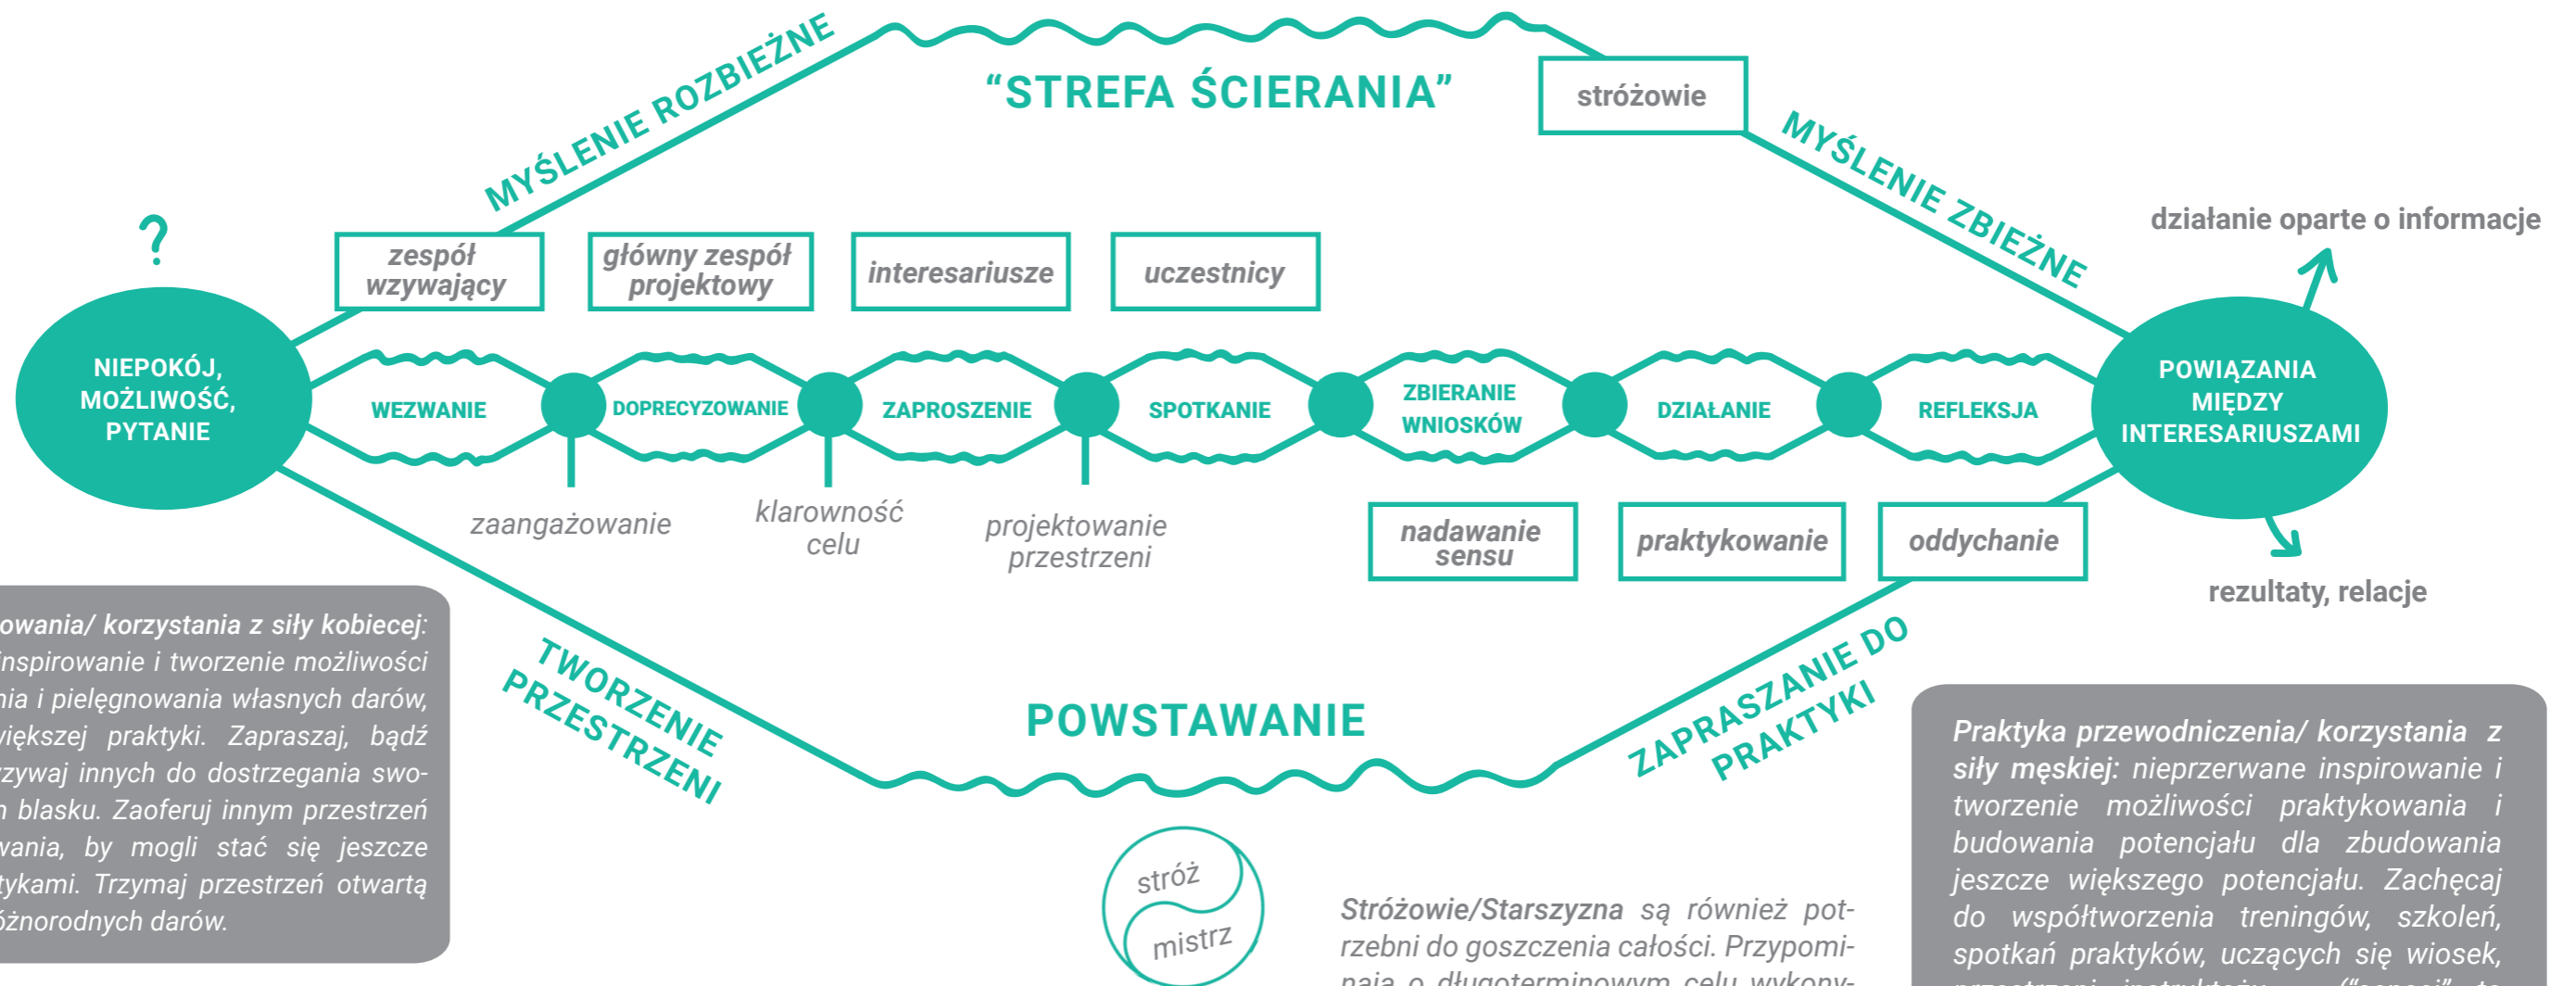 MYŚLENIE ROZBIEŻNE
“STREFA ŚCIERANIA”
stróżowie
MYŚLENIE ZBIEŻNE
działanie oparte o informacje
?
zespół
wzywający
główny zespół
projektowy
interesariusze
uczestnicy
NIEPOKÓJ,
MOŻLIWOŚĆ,
PYTANIE
WEZWANIE
DOPRECYZOWANIE
ZAPROSZENIE
SPOTKANIE
ZBIERANIE
WNIOSKÓW
DZIAŁANIE
REFLEKSJA
POWIĄZANIA
MIĘDZY
INTERESARIUSZAMI
zaangażowanie
klarowność
celu
projektowanie
przestrzeni
nadawanie
sensu
praktykowanie
oddychanie
rezultaty, relacje
TWORZENIE
PRZESTRZENI
POWSTAWANIE
ZAPRASZANIE DO
PRAKTYKI
owania/ korzystania z siły kobiecej:
inspirowanie i tworzenie możliwości
nia i pielęgnowania własnych darów,
większej praktyki. Zapraszaj, bądź
zywaj innych do dostrzegania swo-
h blasku. Zaoferuj innym przestrzeń
wania, by mogli stać się jeszcze
tykami. Trzymaj przestrzeń otwartą
óżnorodnych darów.
stróż
mistrz
Stróżowie/Starszyzna są również pot-
rzebni do goszczenia całości. Przypomi-
nają o długoterminowym celu wykony-
Praktyka przewodniczenia/ korzystania z
siły męskiej: nieprzerwane inspirowanie i
tworzenie możliwości praktykowania i
budowania potencjału dla zbudowania
jeszcze większego potencjału. Zachęcaj
do współtworzenia treningów, szkoleń,
spotkań praktyków, uczących się wiosek,